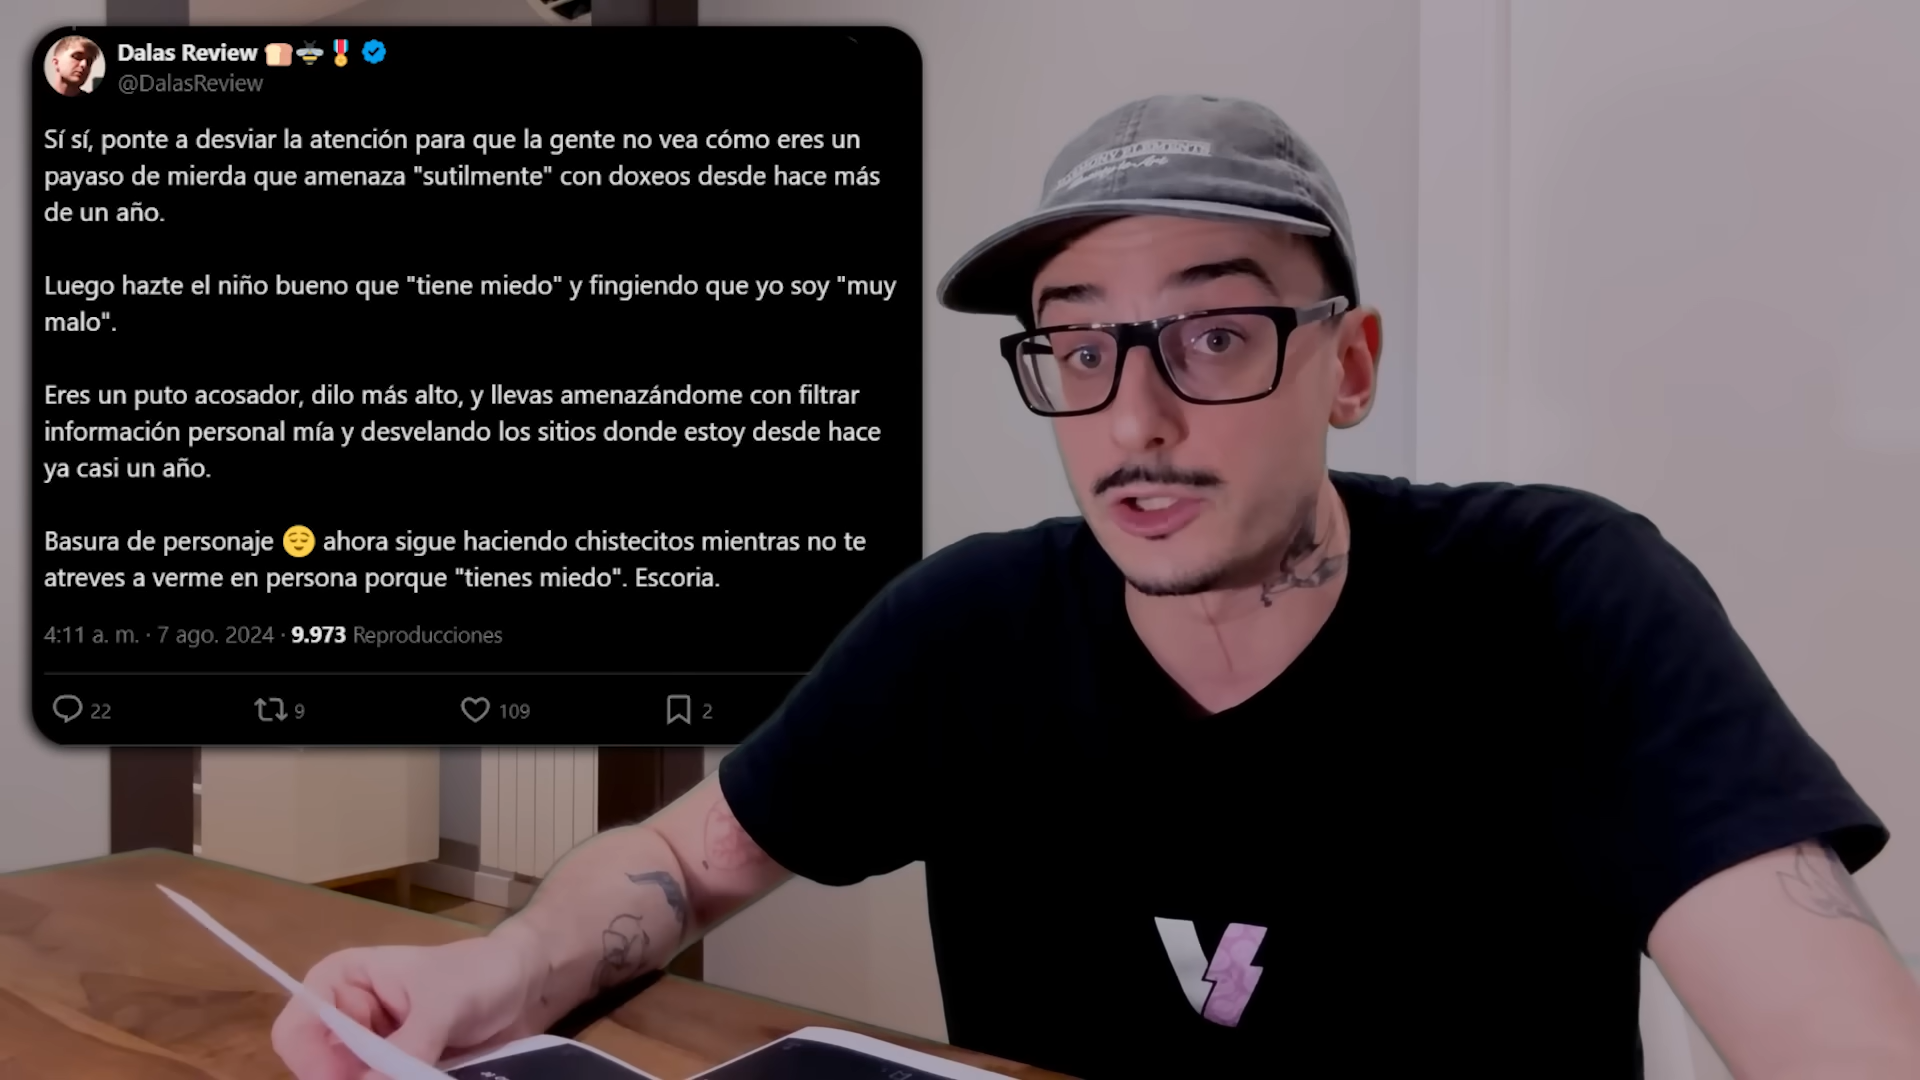 Dalas Review
@DalasReview
Sí sí, ponte a desviar la atención para que la gente no vea cómo eres un
payaso de mierda que amenaza "sutilmente" con doxeos desde hace más
de un año.
Luego hazte el niño bueno que "tiene miedo" y fingiendo que yo soy "muy
malo".
Eres un puto acosador, dilo más alto, y llevas amenazándome con filtrar
información personal mía y desvelando los sitios donde estoy desde hace
ya casi un año.
Basura de personaje 😌 ahora sigue haciendo chistecitos mientras no te
atreves a verme en persona porque "tienes miedo". Escoria.
4:11 a. m. · 7 ago. 2024 · 9.973 Reproducciones
22 9 109 2